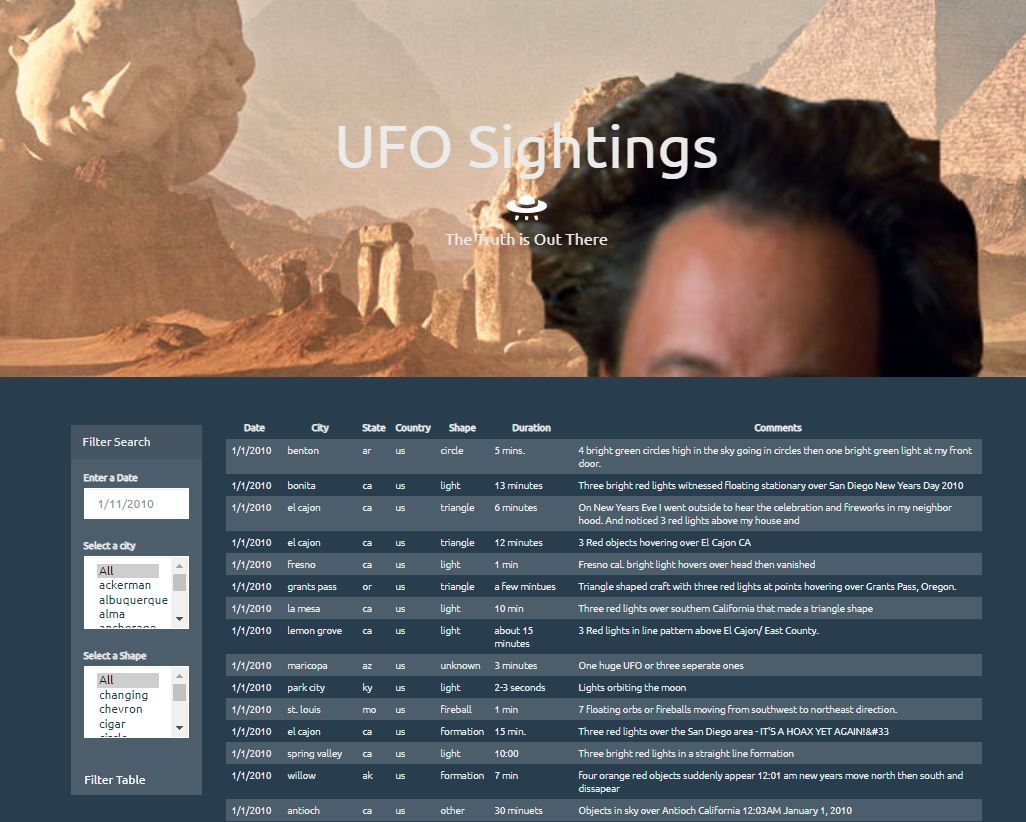 UFO Sightings
The Truth is Out There
Filter Search
Enter a Date
1/11/2010
Select a city
All
ackerman
albuquerque
alma
anchorage
Select a Shape
All
changing
chevron
cigar
circle
Filter Table
Date City State Country Shape Duration Comments
1/1/2010 benton ar us circle 5 mins. 4 bright green circles high in the sky going in circles then one bright green light at my front
door.
1/1/2010 bonita ca us light 13 minutes Three bright red lights witnessed floating stationary over San Diego New Years Day 2010
1/1/2010 el cajon ca us triangle 6 minutes On New Years Eve I went outside to hear the celebration and fireworks in my neighbor
hood. And noticed 3 red lights above my house and
1/1/2010 el cajon ca us triangle 12 minutes 3 Red objects hovering over El Cajon CA
1/1/2010 fresno ca us light 1 min Fresno cal. bright light hovers over head then vanished
1/1/2010 grants pass or us triangle a few mintues Triangle shaped craft with three red lights at points hovering over Grants Pass, Oregon.
1/1/2010 la mesa ca us light 10 min Three red lights over southern California that made a triangle shape
1/1/2010 lemon grove ca us light about 15 3 Red lights in line pattern above El Cajon/ East County.
minutes
1/1/2010 maricopa az us unknown 3 minutes One huge UFO or three seperate ones
1/1/2010 park city ky us light 2-3 seconds Lights orbiting the moon
1/1/2010 st. louis mo us fireball 1 min 7 floating orbs or fireballs moving from southwest to northeast direction.
1/1/2010 el cajon ca us formation 15 min. Three red lights over the San Diego area - IT'S A HOAX YET AGAIN!&#33
1/1/2010 spring valley ca us light 10:00 Three bright red lights in a straight line formation
1/1/2010 willow ak us formation 7 min four orange red objects suddenly appear 12:01 am new years move north then south and
dissapear
1/1/2010 antioch ca us other 30 minuets Objects in sky over Antioch California 12:03AM January 1, 2010